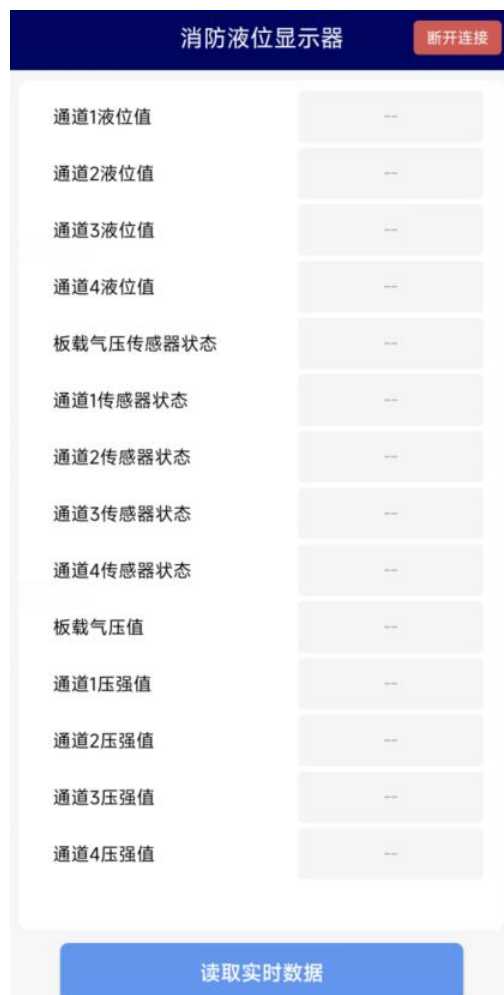 消防液位显示器
断开连接
通道1液位值 --
通道2液位值 --
通道3液位值 --
通道4液位值 --
板载气压传感器状态 --
通道1传感器状态 --
通道2传感器状态 --
通道3传感器状态 --
通道4传感器状态 --
板载气压值 --
通道1压强值 --
通道2压强值 --
通道3压强值 --
通道4压强值 --
读取实时数据